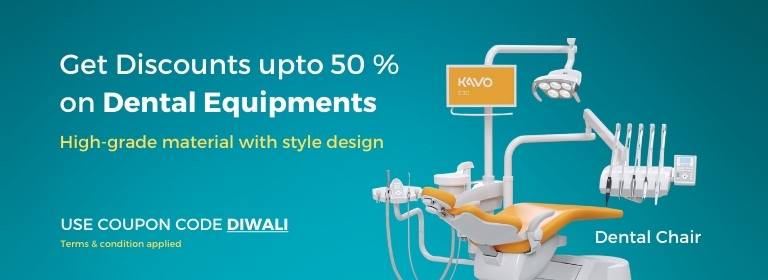 Get Discounts upto 50 %
on Dental Equipments
High-grade material with style design
USE COUPON CODE DIWALI
Terms & condition applied
KAVO
Dental Chair